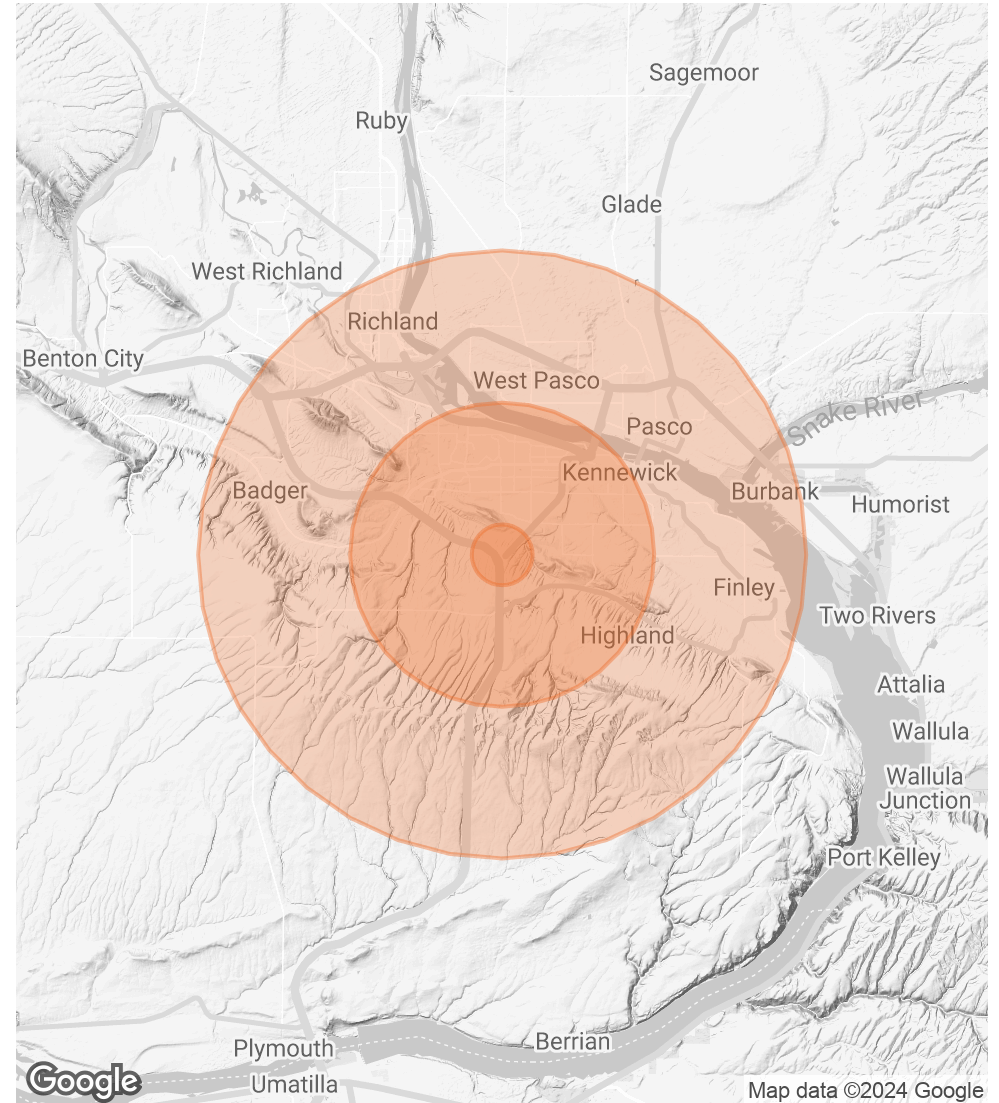 Sagemoor
Ruby
Glade
West Richland
Richland
Benton City
West Pasco
Snake River
Pasco
Kennewick
Badger
Burbank
Humorist
Finley
Two Rivers
Highland
Attalia
Wallula
Wallula
Junction
Port Kelley
Berrian
Plymouth
Umatilla
Google
Map data ©2024 Google